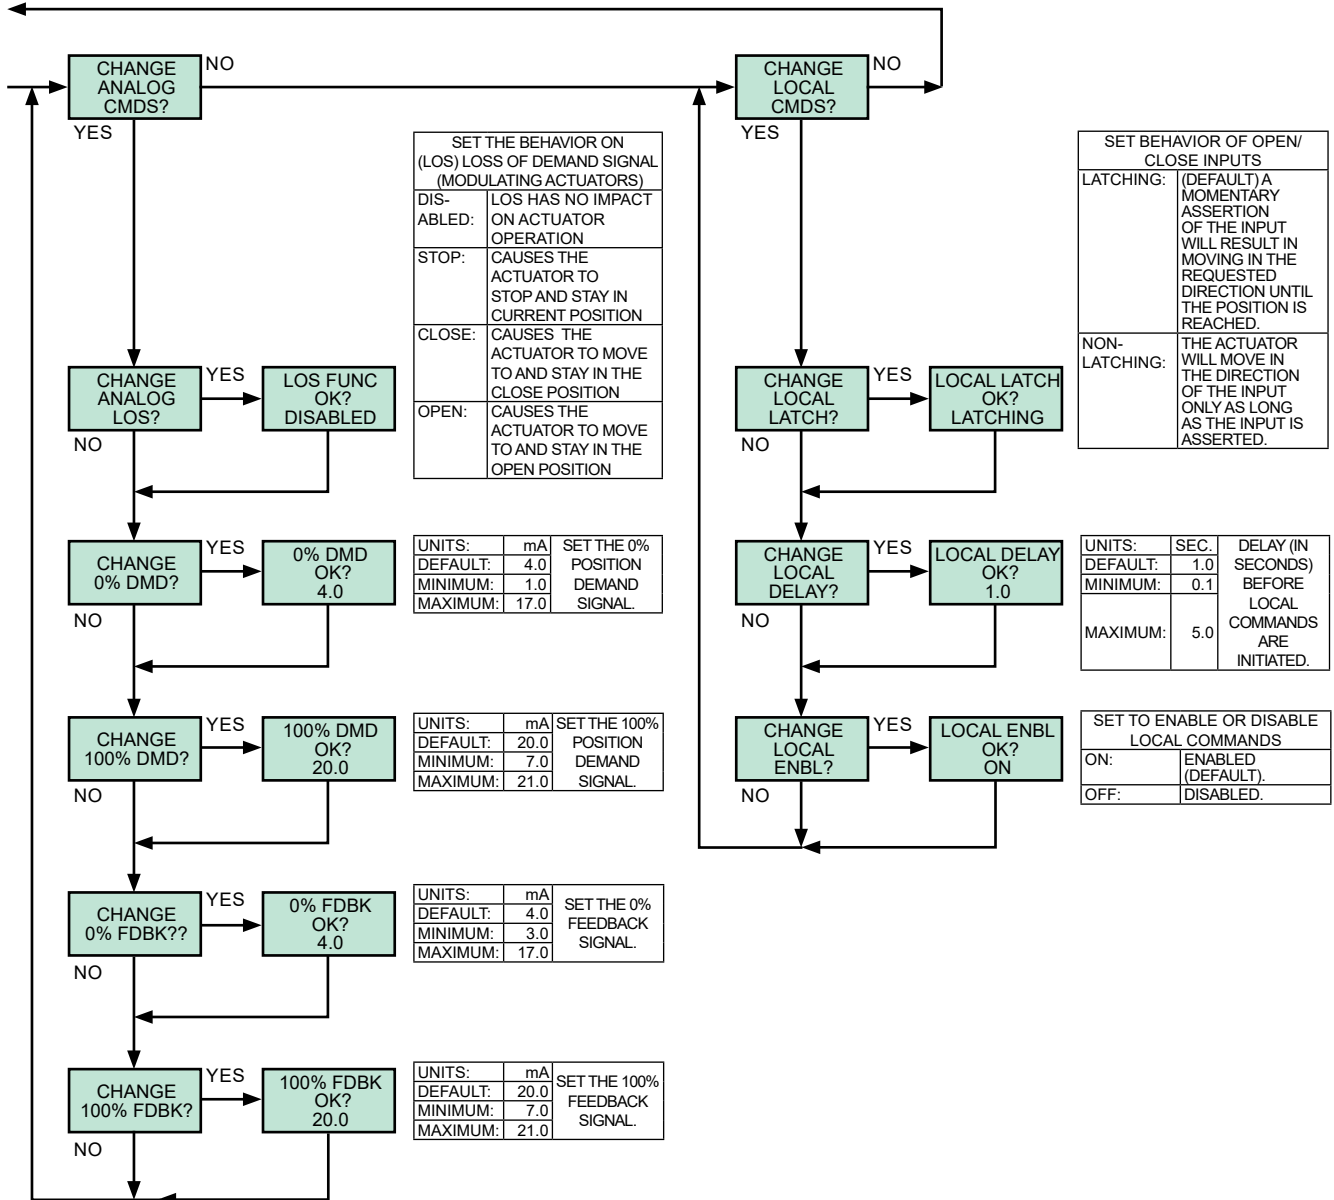 CHANGE
ANALOG
CMDS?
NO
YES
SET THE BEHAVIOR ON
(LOS) LOSS OF DEMAND SIGNAL
(MODULATING ACTUATORS)
DIS-
ABLED:
LOS HAS NO IMPACT
ON ACTUATOR
OPERATION
STOP:
CAUSES THE
ACTUATOR TO
STOP AND STAY IN
CURRENT POSITION
CLOSE:
CAUSES THE
ACTUATOR TO MOVE
TO AND STAY IN THE
CLOSE POSITION
OPEN:
CAUSES THE
ACTUATOR TO MOVE
TO AND STAY IN THE
OPEN POSITION
CHANGE
ANALOG
LOS?
YES
NO
LOS FUNC
OK?
DISABLED
CHANGE
0% DMD?
YES
NO
0% DMD
OK?
4.0
UNITS: mA
DEFAULT: 4.0
MINIMUM: 1.0
MAXIMUM: 17.0
SET THE 0%
POSITION
DEMAND
SIGNAL.
CHANGE
100% DMD?
YES
NO
100% DMD
OK?
20.0
UNITS: mA
DEFAULT: 20.0
MINIMUM: 7.0
MAXIMUM: 21.0
SET THE 100%
POSITION
DEMAND
SIGNAL.
CHANGE
0% FDBK??
YES
NO
0% FDBK
OK?
4.0
UNITS: mA
DEFAULT: 4.0
MINIMUM: 3.0
MAXIMUM: 17.0
SET THE 0%
FEEDBACK
SIGNAL.
CHANGE
100% FDBK?
YES
NO
100% FDBK
OK?
20.0
UNITS: mA
DEFAULT: 20.0
MINIMUM: 7.0
MAXIMUM: 21.0
SET THE 100%
FEEDBACK
SIGNAL.
CHANGE
LOCAL
CMDS?
NO
YES
SET BEHAVIOR OF OPEN/
CLOSE INPUTS
LATCHING:
(DEFAULT) A
MOMENTARY
ASSERTION
OF THE INPUT
WILL RESULT IN
MOVING IN THE
REQUESTED
DIRECTION UNTIL
THE POSITION IS
REACHED.
NON-
LATCHING:
THE ACTUATOR
WILL MOVE IN
THE DIRECTION
OF THE INPUT
ONLY AS LONG
AS THE INPUT IS
ASSERTED.
CHANGE
LOCAL
LATCH?
YES
NO
LOCAL LATCH
OK?
LATCHING
CHANGE
LOCAL
DELAY?
YES
NO
LOCAL DELAY
OK?
1.0
UNITS: SEC.
DEFAULT: 1.0
MINIMUM: 0.1
MAXIMUM: 5.0
DELAY (IN
SECONDS)
BEFORE
LOCAL
COMMANDS
ARE
INITIATED.
CHANGE
LOCAL
ENBL?
YES
NO
LOCAL ENBL
OK?
ON
SET TO ENABLE OR DISABLE
LOCAL COMMANDS
ON:
ENABLED
(DEFAULT).
OFF: DISABLED.